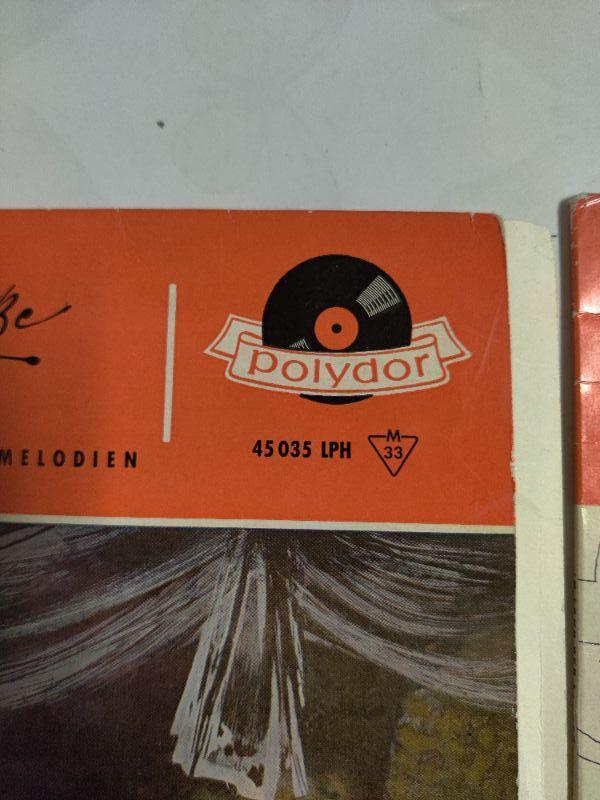 polydor
MELODIEN
45 035 LPH
M
33